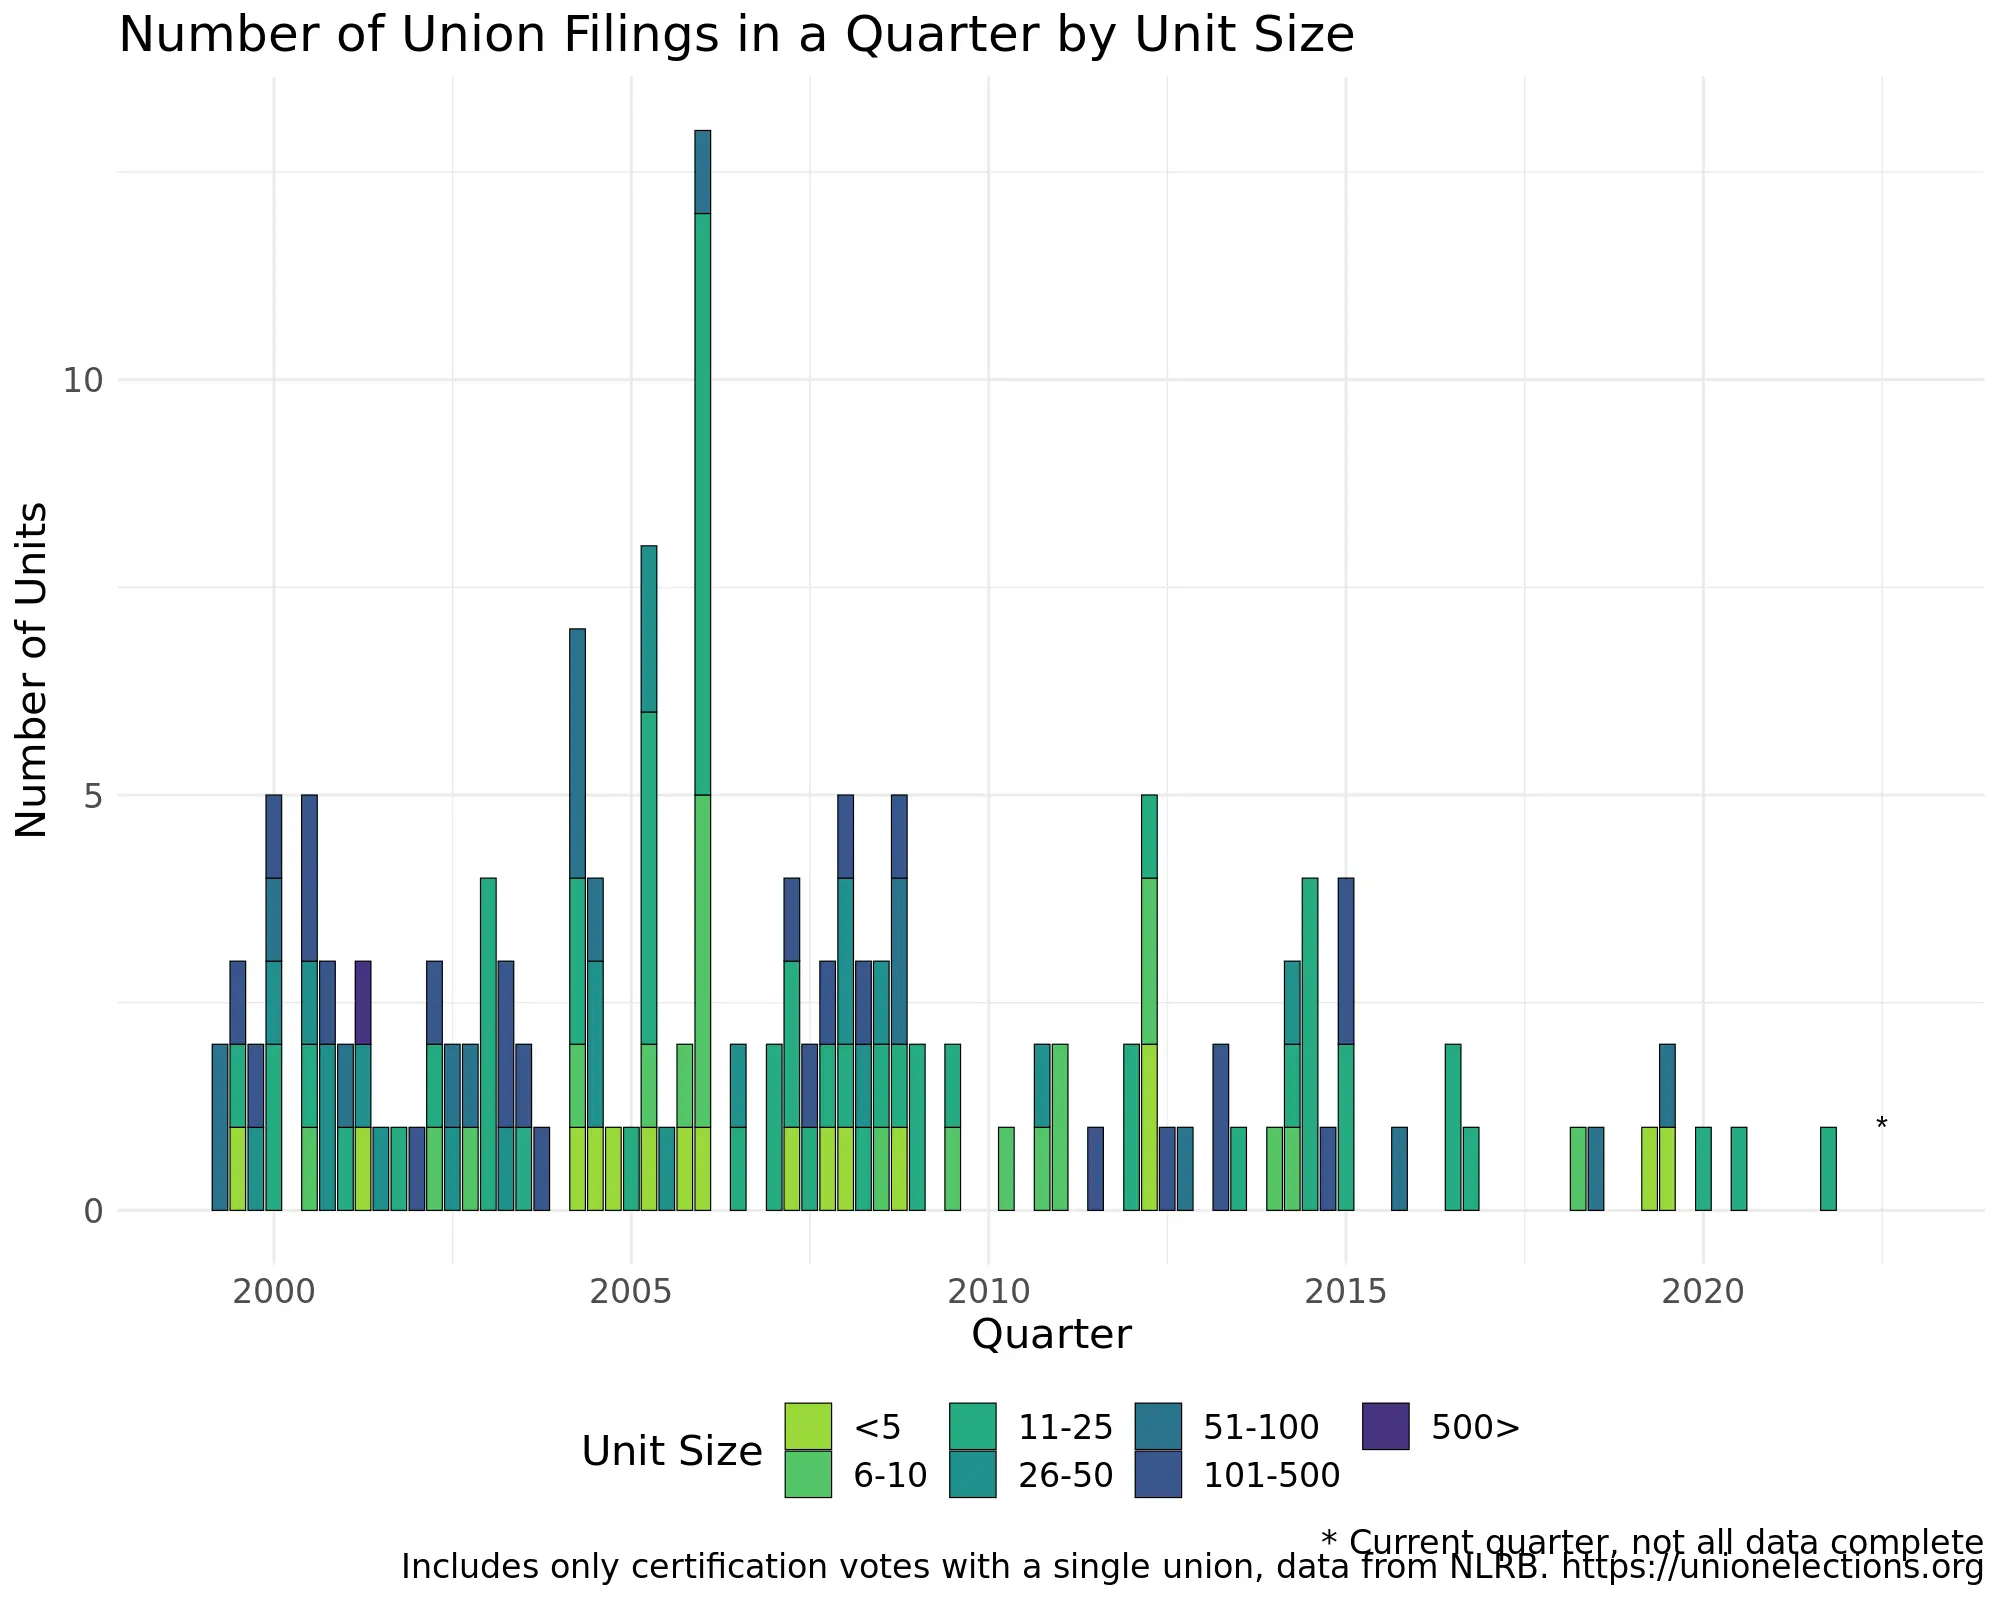 Number of Union Filings in a Quarter by Unit Size
Number of Units
10
5
0
*
2000 2005 2010 2015 2020
Quarter
Unit Size
<5 11-25 51-100 500>
6-10 26-50 101-500
* Current quarter, not all data complete
Includes only certification votes with a single union, data from NLRB. https://unionelections.org